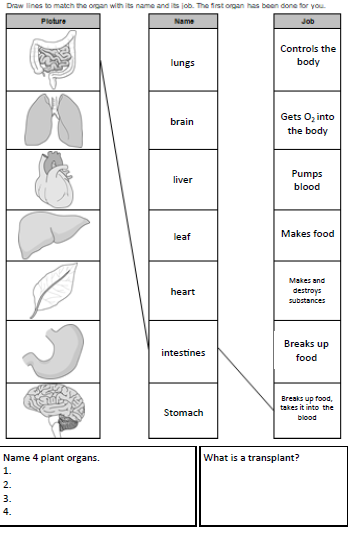 Draw lines to match the organ with its name and its job. The first organ has been done for you.
Picture
Name
Job
lungs
Controls the
body
brain
Gets O₂ into
the body
liver
Pumps
blood
leaf
Makes food
heart
Makes and
destroys
substances
intestines
Breaks up
food
Stomach
Breaks up food,
takes it into the
blood
Name 4 plant organs.
1.
2.
3.
4.
What is a transplant?